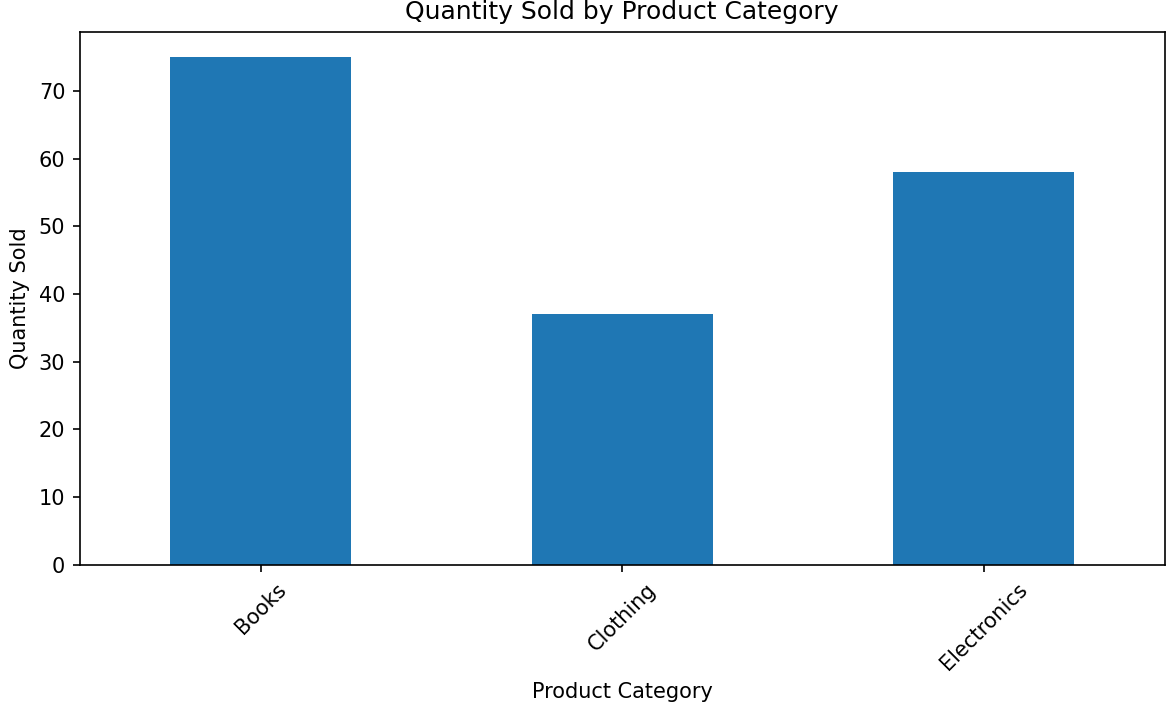 Quantity Sold by Product Category
Quantity Sold
70
60
50
40
30
20
10
0
Books
Clothing
Electronics
Product Category